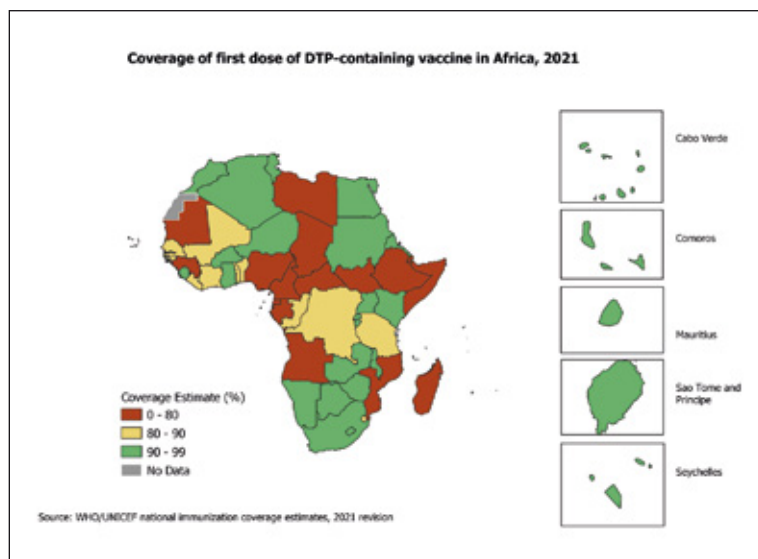 Coverage of first dose of DTP-containing vaccine in Africa, 2021
Cabo Verde
Comoros
Mauritius
Sao Tome and
Principe
Seychelles
Coverage Estimate (%)
0 - 80
80 - 90
90 - 99
No Data
Source: WHO/UNICEF national immunization coverage estimates, 2021 revision